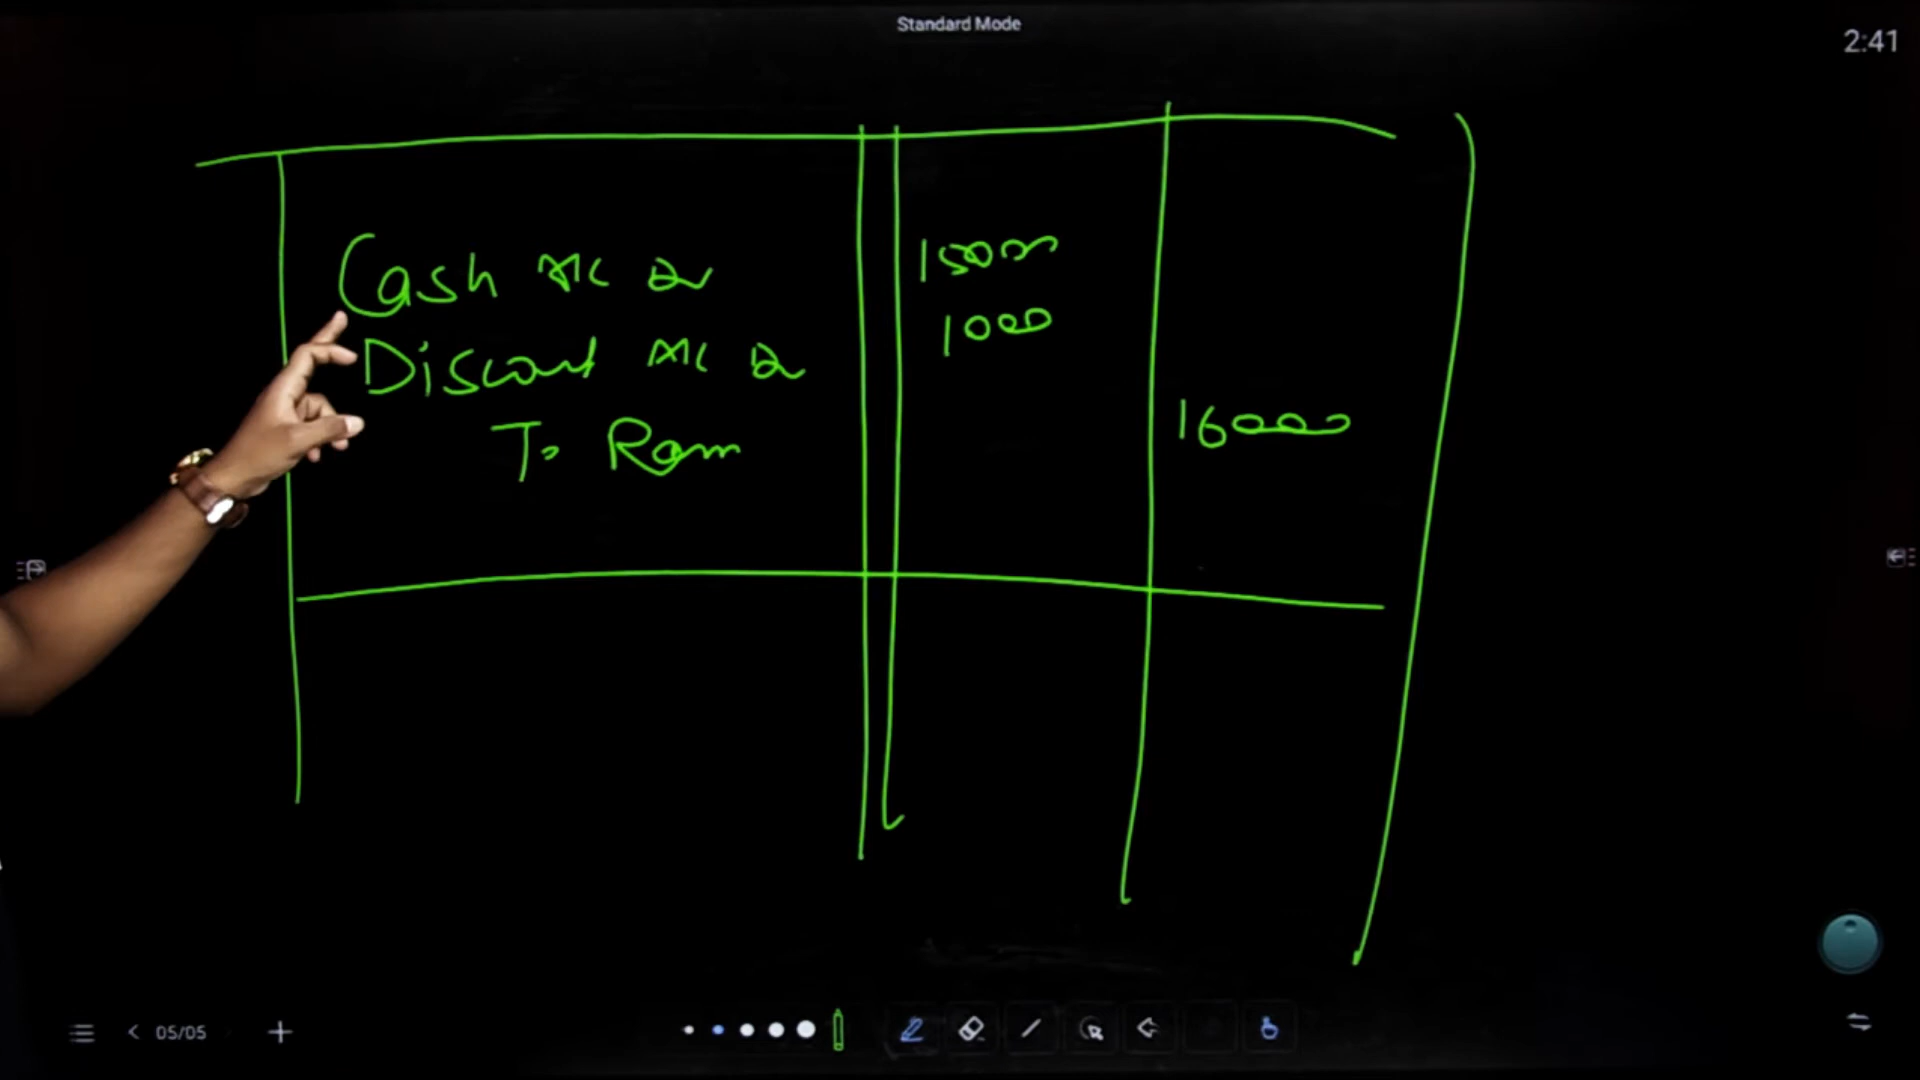 Standard Mode
2:41
Cash A/c Dr 15000
Discount A/c Dr 1000
To Ram 16000
05/05